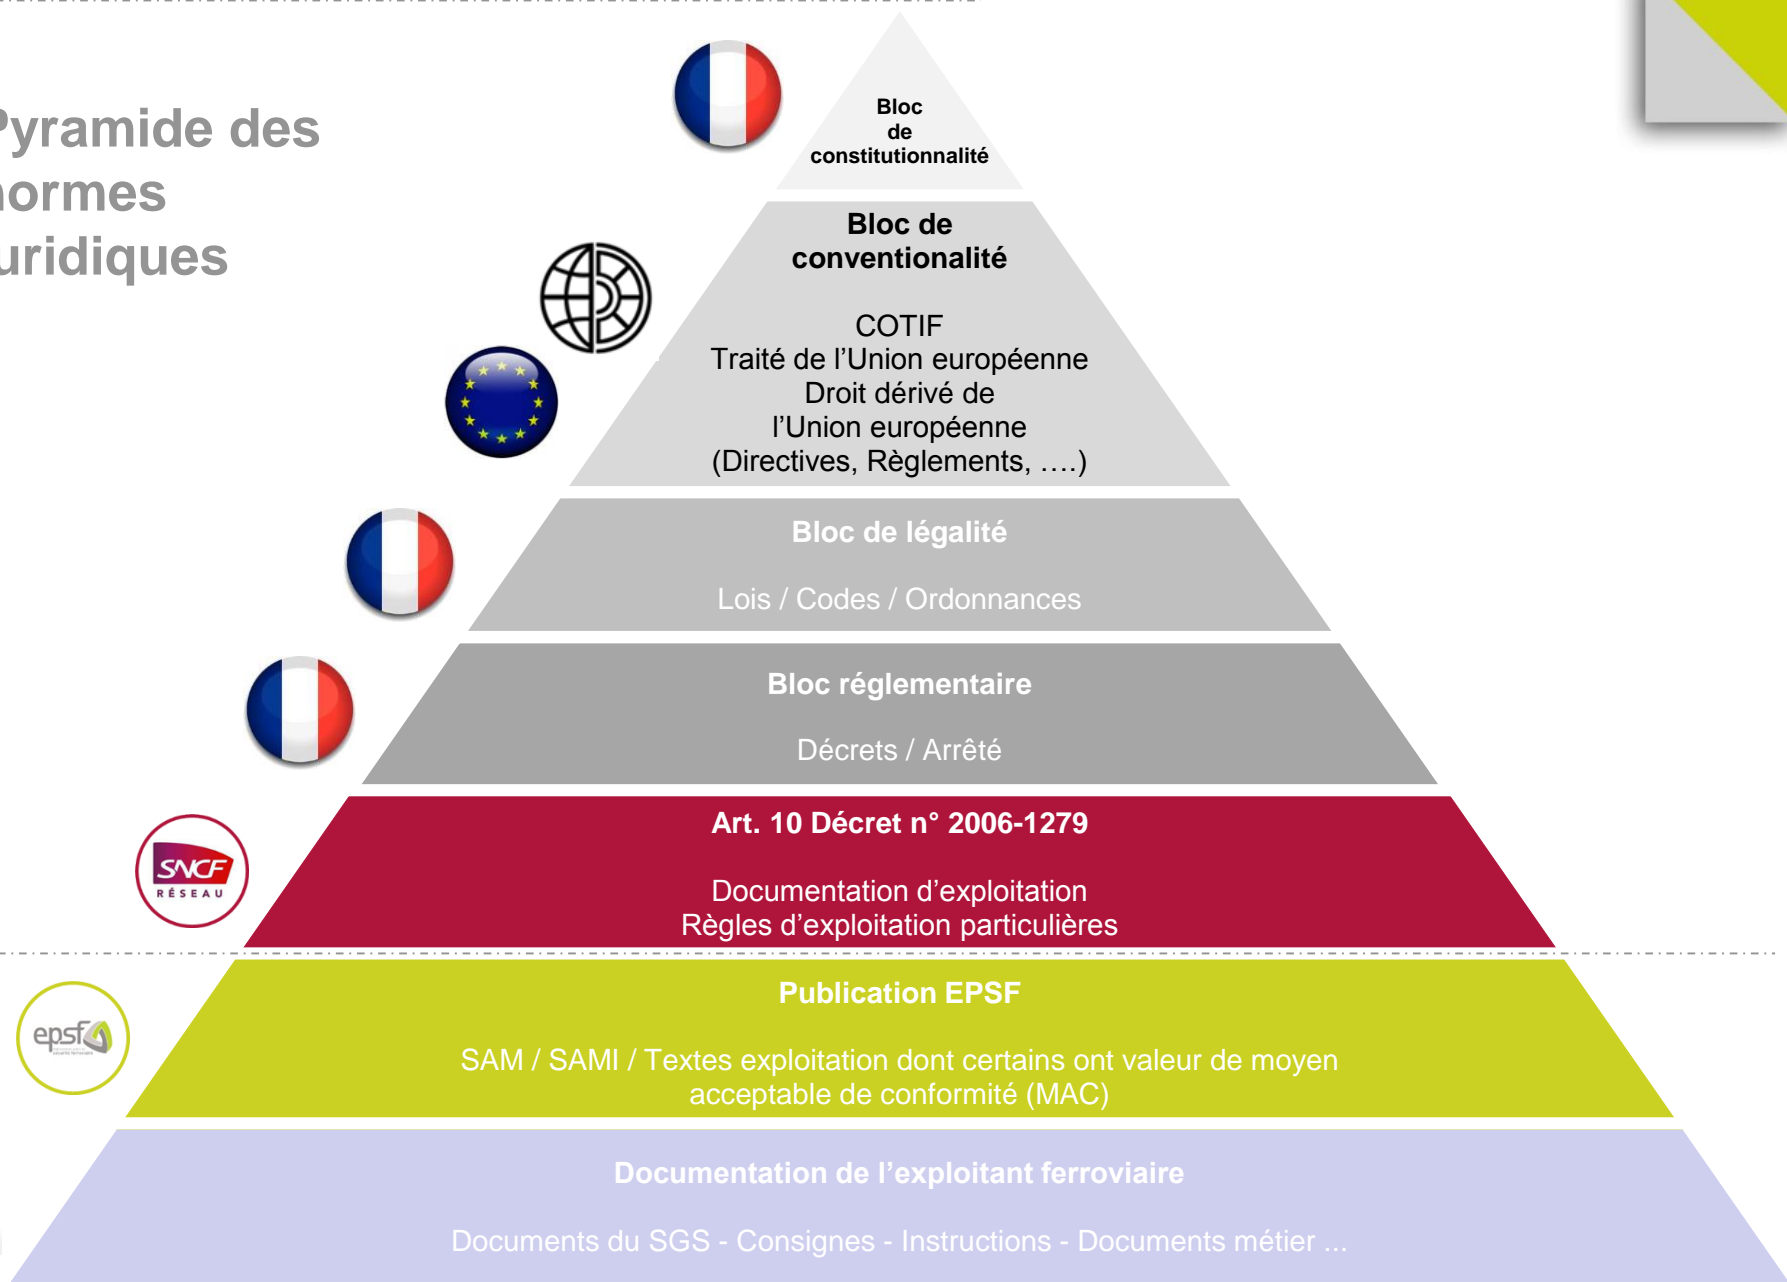 Pyramide des
normes
uridiques
Bloc
de
constitutionnalité
Bloc de
conventionalité
COTIF
Traité de l'Union européenne
Droit dérivé de
l'Union européenne
(Directives, Règlements, ....)
Bloc de légalité
Lois / Codes / Ordonnances
Bloc réglementaire
Décrets / Arrêté
SNCF
RÉSEAU
Art. 10 Décret n° 2006-1279
Documentation d'exploitation
Règles d'exploitation particulières
epsf
Publication EPSF
SAM / SAMI / Textes exploitation dont certains ont valeur de moyen
acceptable de conformité (MAC)
Documentation de l'exploitant ferroviaire
Documents du SGS - Consignes - Instructions - Documents métier ...